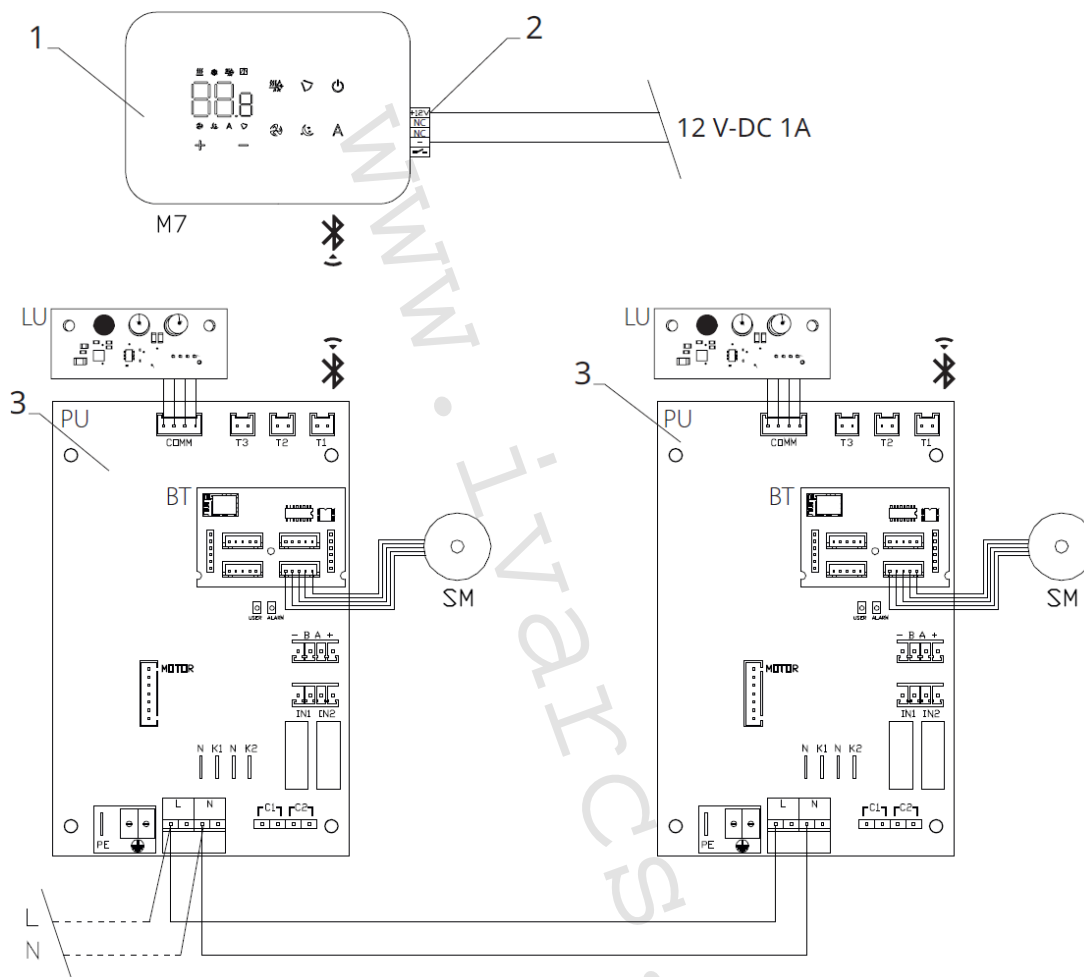 1
2
+12V
NC
NC
-
12 V-DC 1A
88.8
A
A
+ -
M7
www.ivarcs.
LU
LU
3
PU
COMM
T3
T2
T1
BT
SM
USER
ALARM
- B A +
MOTOR
IN1
IN2
N K1 N K2
L
N
C1
C2
PE
3
PU
COMM
T3
T2
T1
BT
SM
USER
ALARM
- B A +
MOTOR
IN1
IN2
N K1 N K2
L
N
C1
C2
PE
L
N